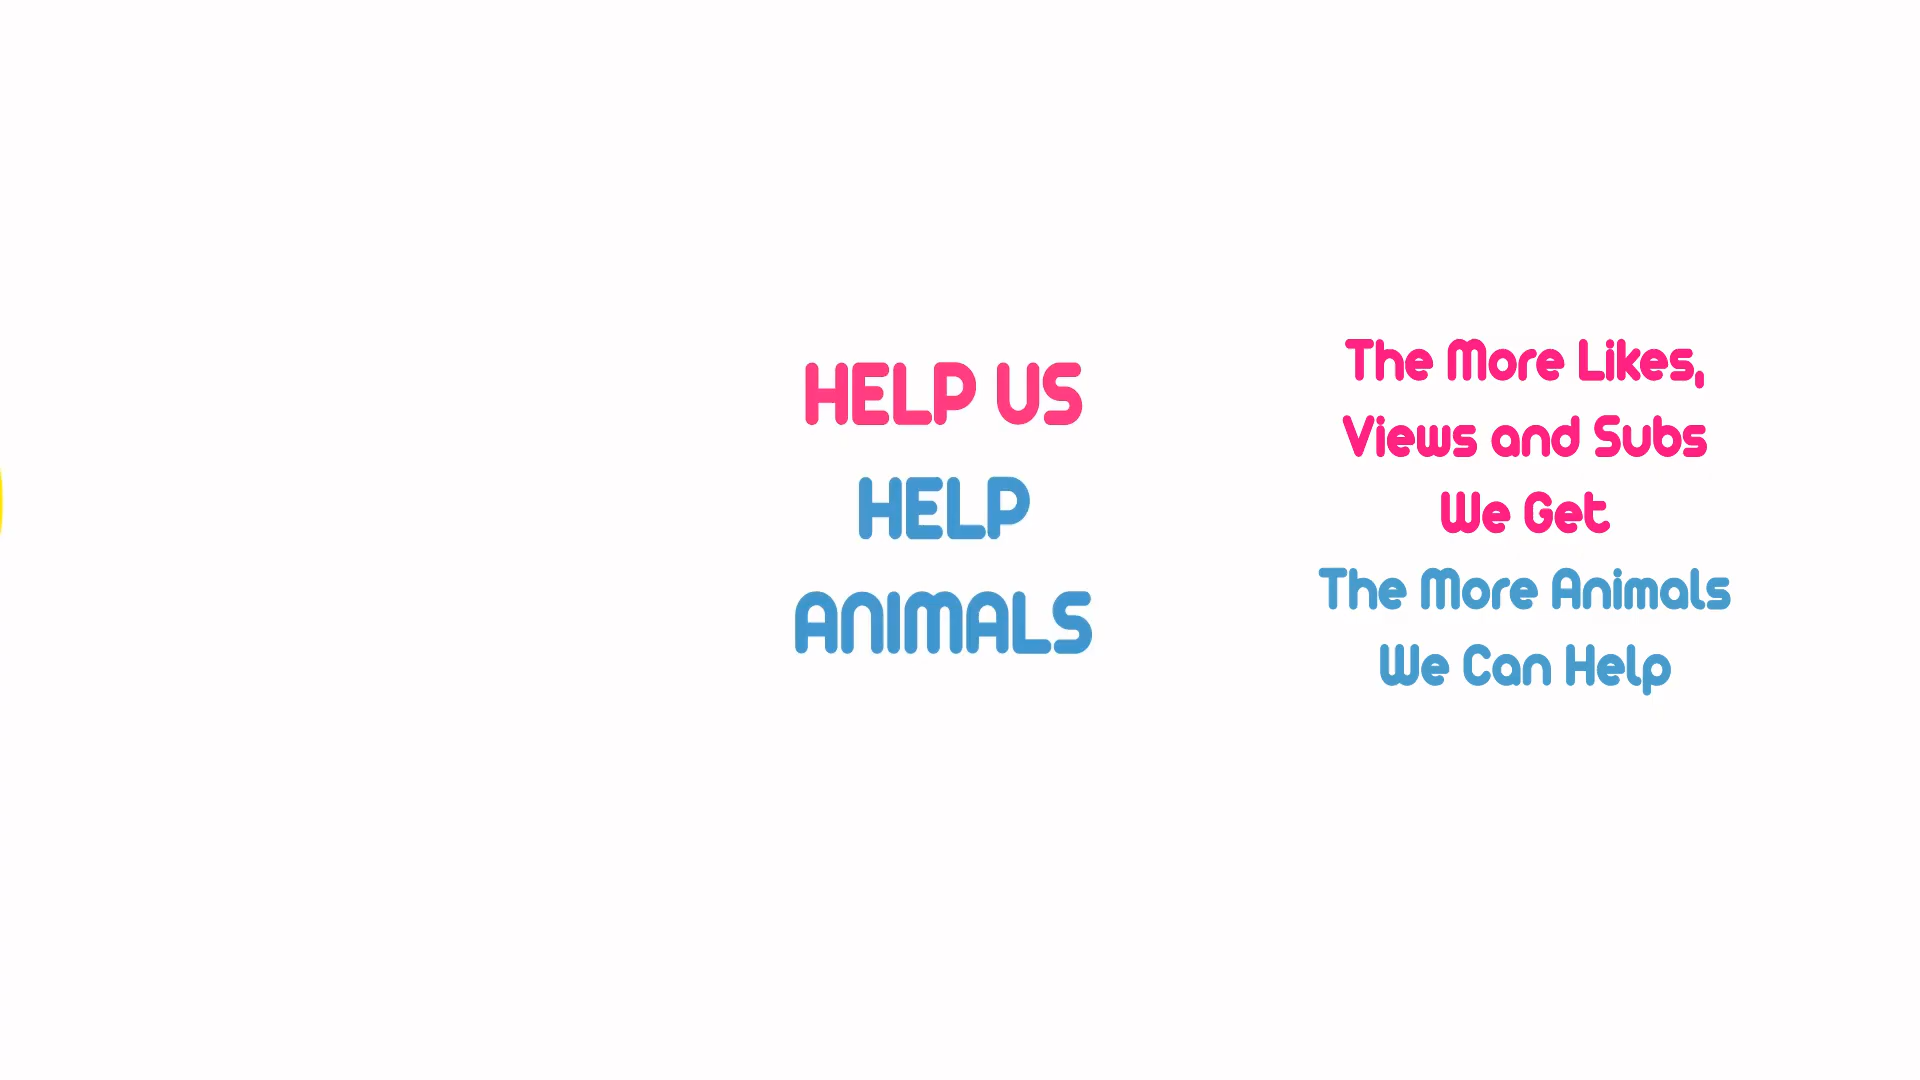 HELP US
HELP
ANIMALS
The More Likes,
Views and Subs
We Get
The More Animals
We Can Help